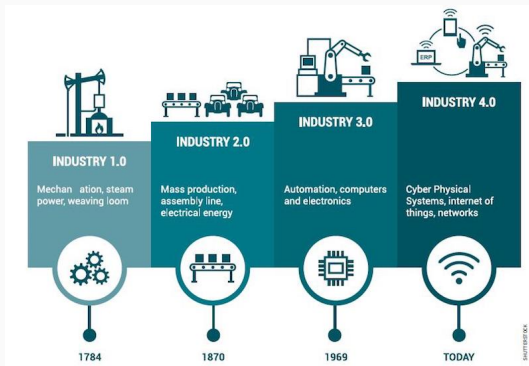 ERP
INDUSTRY 1.0
Mechan ation, steam
power, weaving loom
INDUSTRY 2.0
Mass production,
assembly line,
electrical energy
INDUSTRY 3.0
Automation, computers
and electronics
INDUSTRY 4.0
Cyber Physical
Systems, internet of
things, networks
1784
1870
1969
TODAY
SHUTTERSTOCK